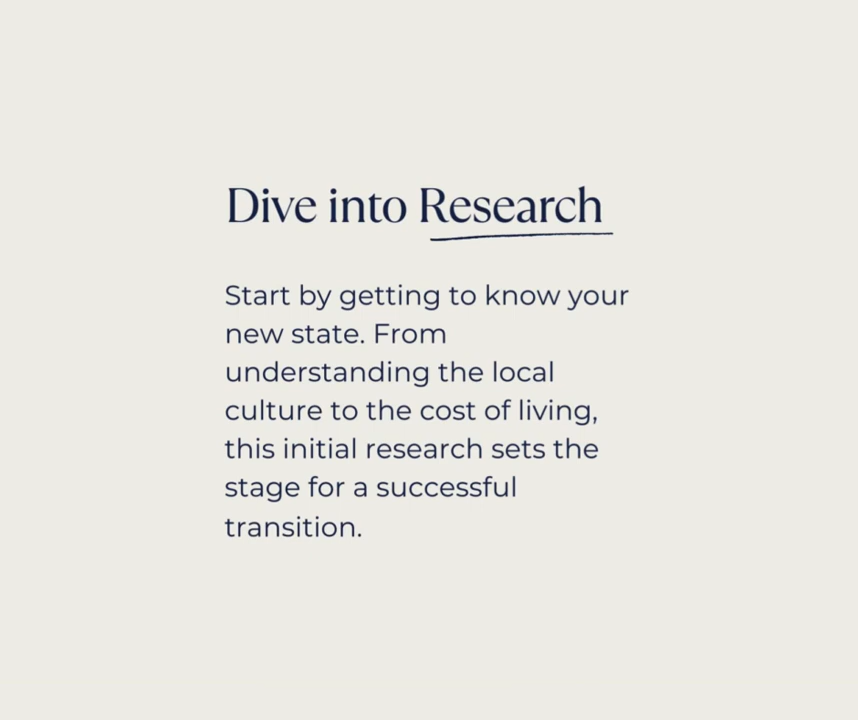 Dive into Research
Start by getting to know your
new state. From
understanding the local
culture to the cost of living,
this initial research sets the
stage for a successful
transition.